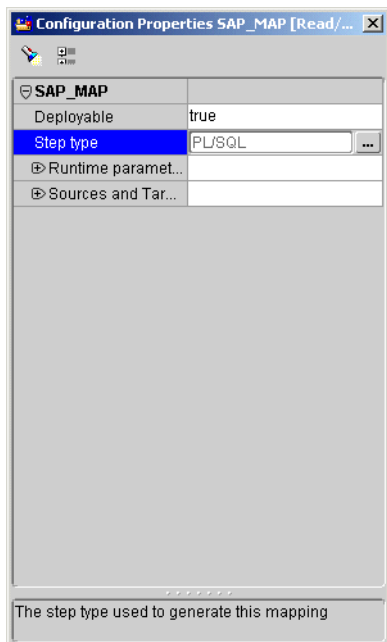 Configuration Properties SAP_MAP [Read/...
SAP_MAP
Deployable true
Step type PL/SQL ...
Runtime paramet...
Sources and Tar...
The step type used to generate this mapping